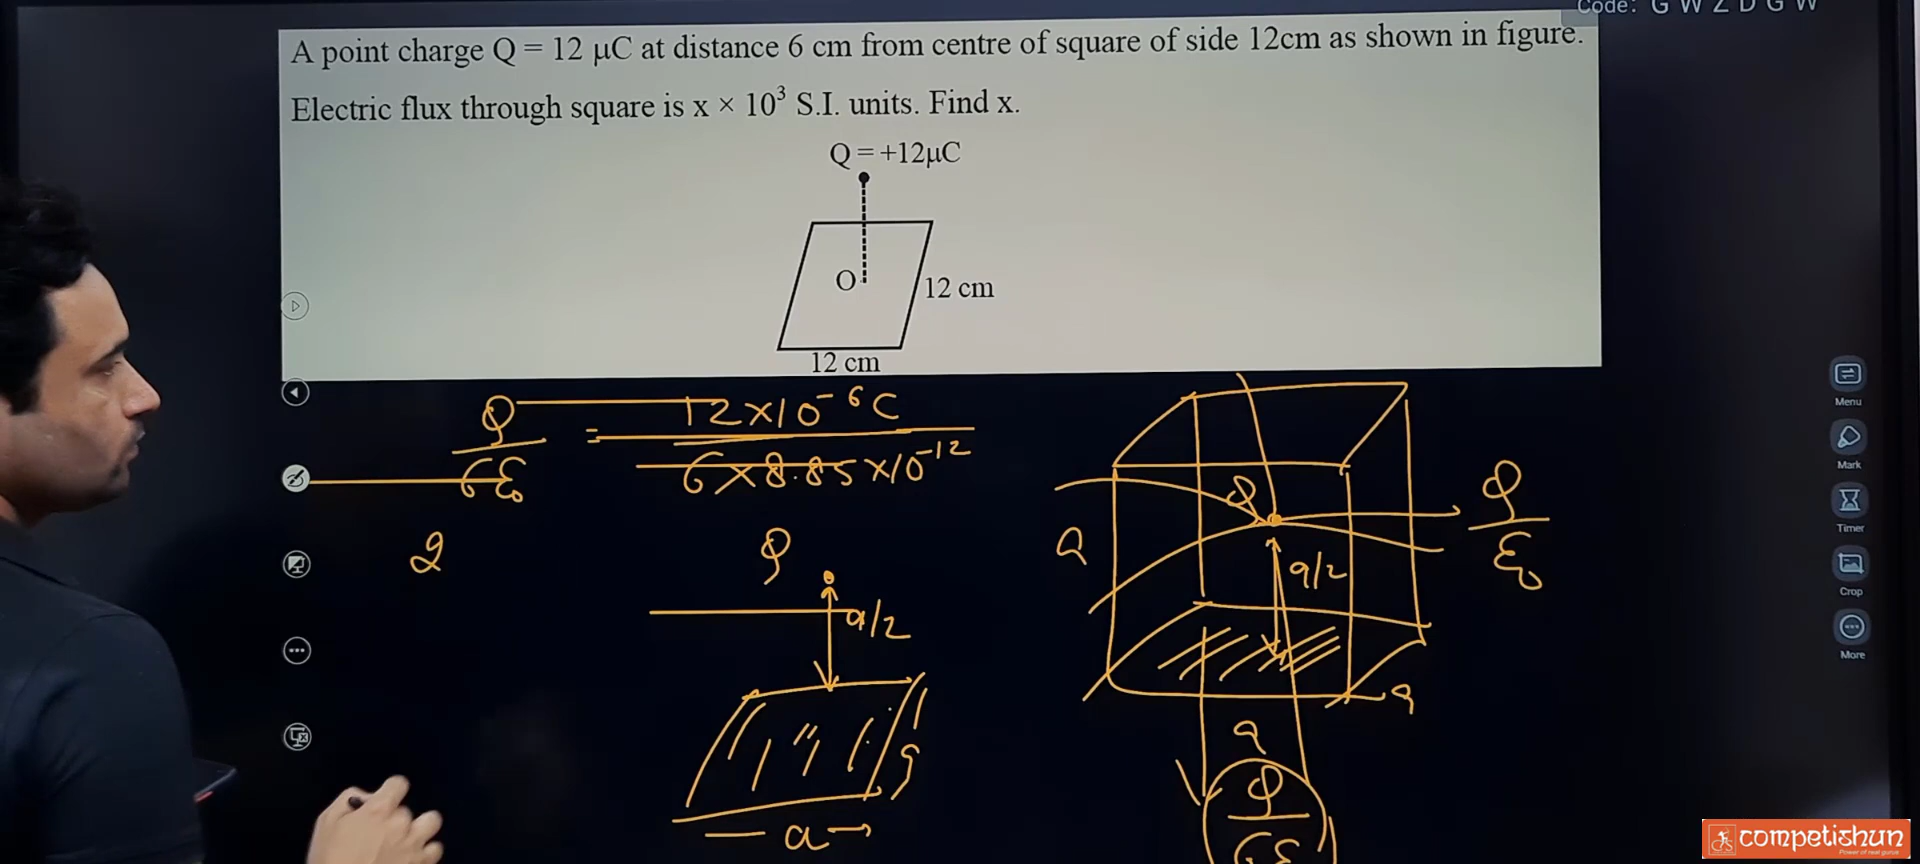 Code: G W Z D G W
A point charge Q = 12 μC at distance 6 cm from centre of square of side 12cm as shown in figure.
Electric flux through square is x × 10³ S.I. units. Find x.
Q = +12μC
O
12 cm
12 cm
Q/6ε₀ = 12×10⁻⁶C/6×8.85×10⁻¹²
2
Q
a/2
a
a
Q
a
a/2
a
a
Q/ε₀
Q/6ε
Menu
Mark
Timer
Crop
More
competishun